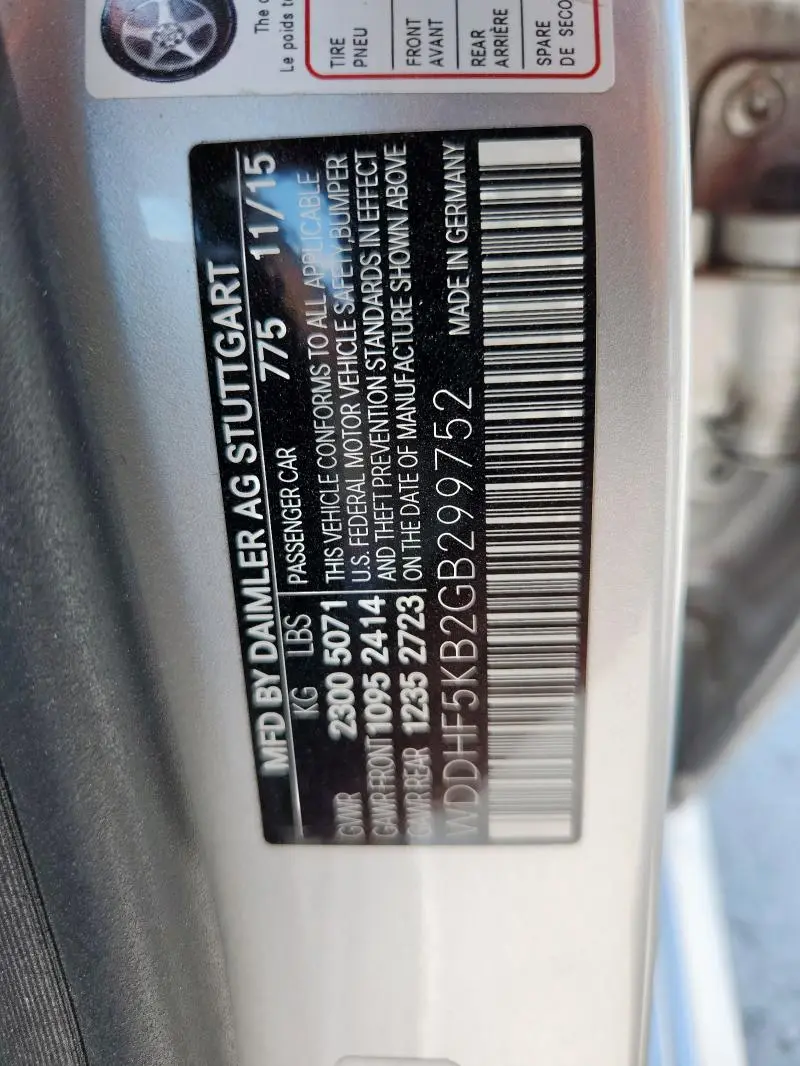 The
Le poids
TIRE
PNEU
FRONT
AVANT
REAR
ARRIÈRE
SPARE
DE SECO
MFD BY DAIMLER AG STUTTGART
KG LBS PASSENGER CAR 775 11/15
GVWR 2300 5071 THIS VEHICLE CONFORMS TO ALL APPLICABLE
GAWR FRONT 1095 2414 U.S. FEDERAL MOTOR VEHICLE SAFETY,BUMPER
GAWR REAR 1235 2723 AND THEFT PREVENTION STANDARDS IN EFFECT
ON THE DATE OF MANUFACTURE SHOWN ABOVE
WDDHF5KB2GB299752 MADE IN GERMANY